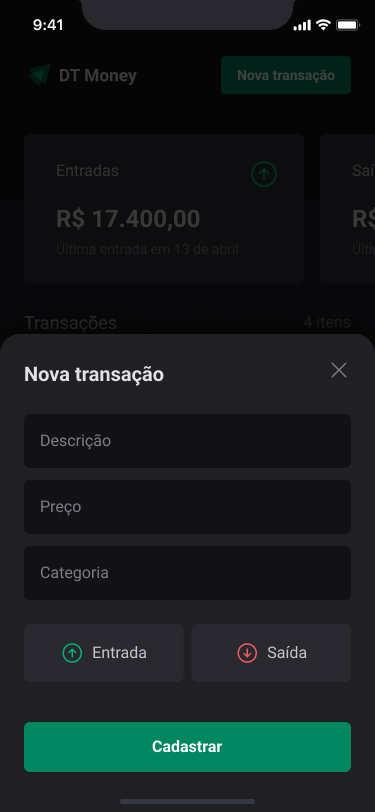 9:41
DT Money
Nova transação
Entradas
Saí
R$ 17.400,00
R$
Última entrada em 13 de abril
Últi
Transações
4 itens
Nova transação
Descrição
Preço
Categoria
Entrada
Saída
Cadastrar